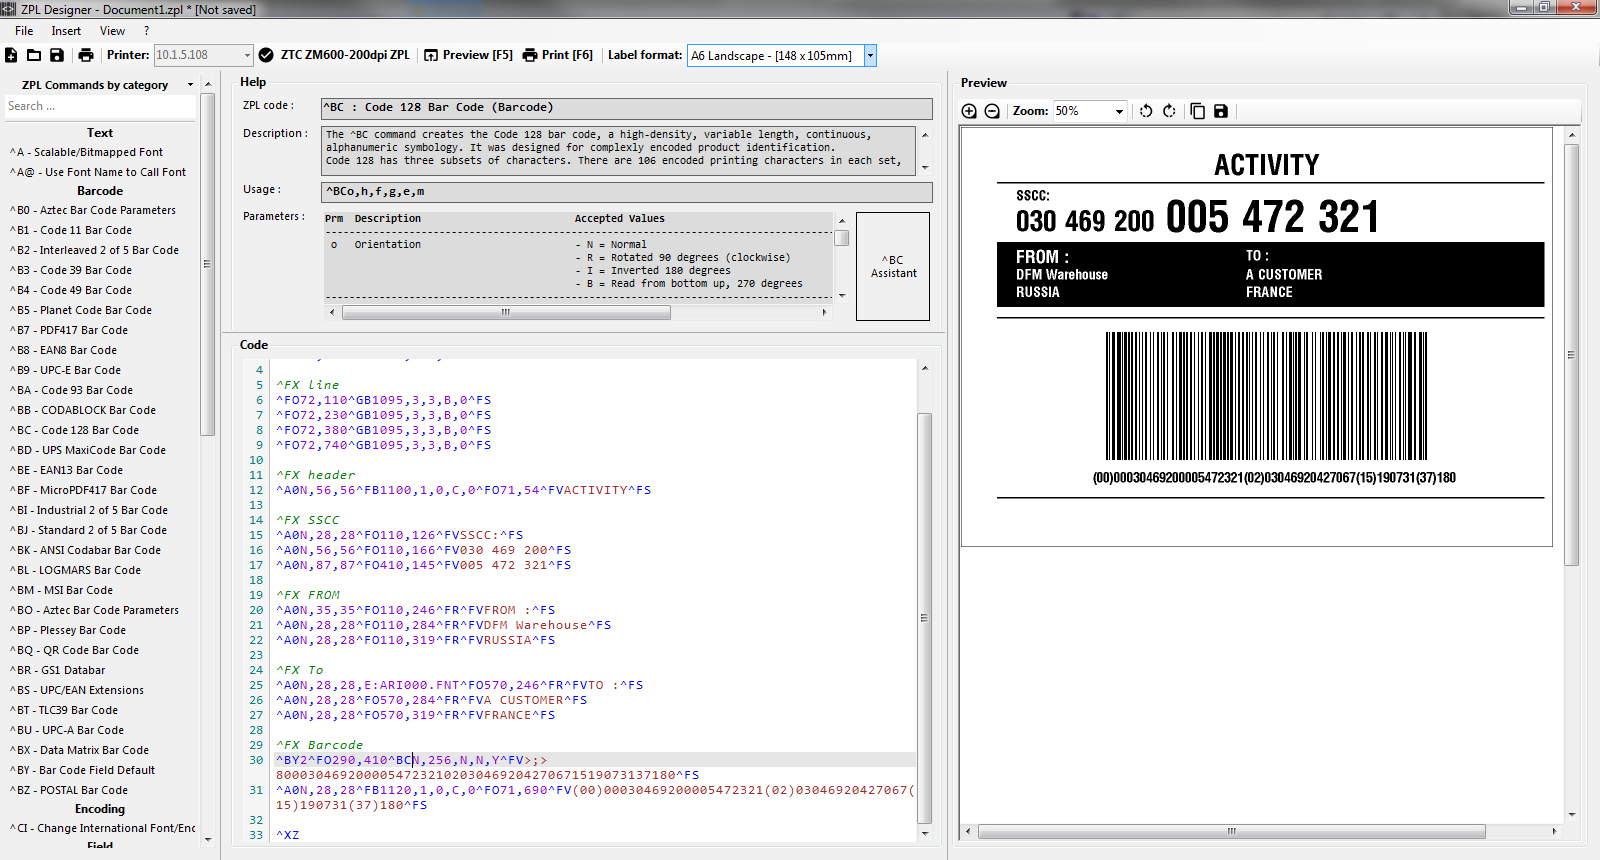 ZPL Designer - Document1.zpl * [Not saved]
File Insert View ?
Printer: 10.1.5.108 ZTC ZM600-200dpi ZPL Preview [F5] Print [F6] Label format: A6 Landscape - [148 x 105mm]
ZPL Commands by category
Search ...
Text
^A - Scalable/Bitmapped Font
^A@ - Use Font Name to Call Font
Barcode
^B0 - Aztec Bar Code Parameters
^B1 - Code 11 Bar Code
^B2 - Interleaved 2 of 5 Bar Code
^B3 - Code 39 Bar Code
^B4 - Code 49 Bar Code
^B5 - Planet Code Bar Code
^B7 - PDF417 Bar Code
^B8 - EAN8 Bar Code
^B9 - UPC-E Bar Code
^BA - Code 93 Bar Code
^BB - CODABLOCK Bar Code
^BC - Code 128 Bar Code
^BD - UPS MaxiCode Bar Code
^BE - EAN13 Bar Code
^BF - MicroPDF417 Bar Code
^BI - Industrial 2 of 5 Bar Code
^BJ - Standard 2 of 5 Bar Code
^BK - ANSI Codabar Bar Code
^BL - LOGMARS Bar Code
^BM - MSI Bar Code
^BO - Aztec Bar Code Parameters
^BP - Plessey Bar Code
^BQ - QR Code Bar Code
^BR - GS1 Databar
^BS - UPC/EAN Extensions
^BT - TLC39 Bar Code
^BU - UPC-A Bar Code
^BX - Data Matrix Bar Code
^BY - Bar Code Field Default
^BZ - POSTAL Bar Code
Encoding
^CI - Change International Font/Enc
Field
Help
ZPL code : ^BC : Code 128 Bar Code (Barcode)
Description : The ^BC command creates the Code 128 bar code, a high-density, variable length, continuous,
alphanumeric symbology. It was designed for complexly encoded product identification.
Code 128 has three subsets of characters. There are 106 encoded printing characters in each set,
Usage : ^BCo,h,f,g,e,m
Parameters : Prm Description Accepted Values
o Orientation - N = Normal
- R = Rotated 90 degrees (clockwise)
- I = Inverted 180 degrees
- B = Read from bottom up, 270 degrees
^BC
Assistant
Code
4
5 ^FX line
6 ^FO72,110^GB1095,3,3,B,0^FS
7 ^FO72,230^GB1095,3,3,B,0^FS
8 ^FO72,380^GB1095,3,3,B,0^FS
9 ^FO72,740^GB1095,3,3,B,0^FS
10
11 ^FX header
12 ^A0N,56,56^FB1100,1,0,C,0^FO71,54^FVACTIVITY^FS
13
14 ^FX SSCC
15 ^A0N,28,28^FO110,126^FVSSCC:^FS
16 ^A0N,56,56^FO110,166^FV030 469 200^FS
17 ^A0N,87,87^FO410,145^FV005 472 321^FS
18
19 ^FX FROM
20 ^A0N,35,35^FO110,246^FR^FVFROM :^FS
21 ^A0N,28,28^FO110,284^FR^FVDFM Warehouse^FS
22 ^A0N,28,28^FO110,319^FR^FVRUSSIA^FS
23
24 ^FX To
25 ^A0N,28,28,E:ARI000.FNT^FO570,246^FR^FVTO :^FS
26 ^A0N,28,28^FO570,284^FR^FVA CUSTOMER^FS
27 ^A0N,28,28^FO570,319^FR^FVFRANCE^FS
28
29 ^FX Barcode
30 ^BY2^FO290,410^BCN,256,N,N,Y^FV>;>
80003046920000547232102030469204270671519073137180^FS
31 ^A0N,28,28^FB1120,1,0,C,0^FO71,690^FV(00)00030469200005472321(02)03046920427067(
15)190731(37)180^FS
32
33 ^XZ
Preview
Zoom: 50%
ACTIVITY
SSCC:
030 469 200 005 472 321
FROM : TO :
DFM Warehouse A CUSTOMER
RUSSIA FRANCE
(00)00030469200005472321(02)03046920427067(15)190731(37)180